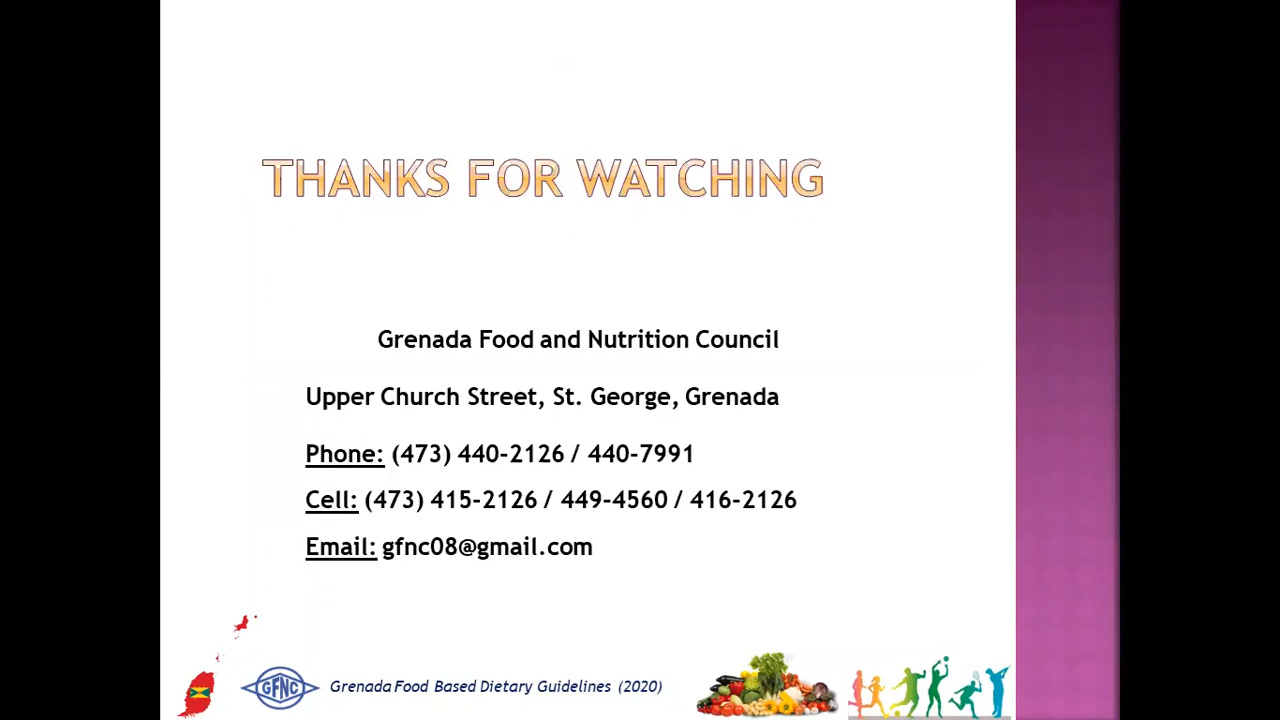 THANKS FOR WATCHING
Grenada Food and Nutrition Council
Upper Church Street, St. George, Grenada
Phone: (473) 440-2126 / 440-7991
Cell: (473) 415-2126 / 449-4560 / 416-2126
Email: gfnc08@gmail.com
GFNC
Grenada Food Based Dietary Guidelines (2020)